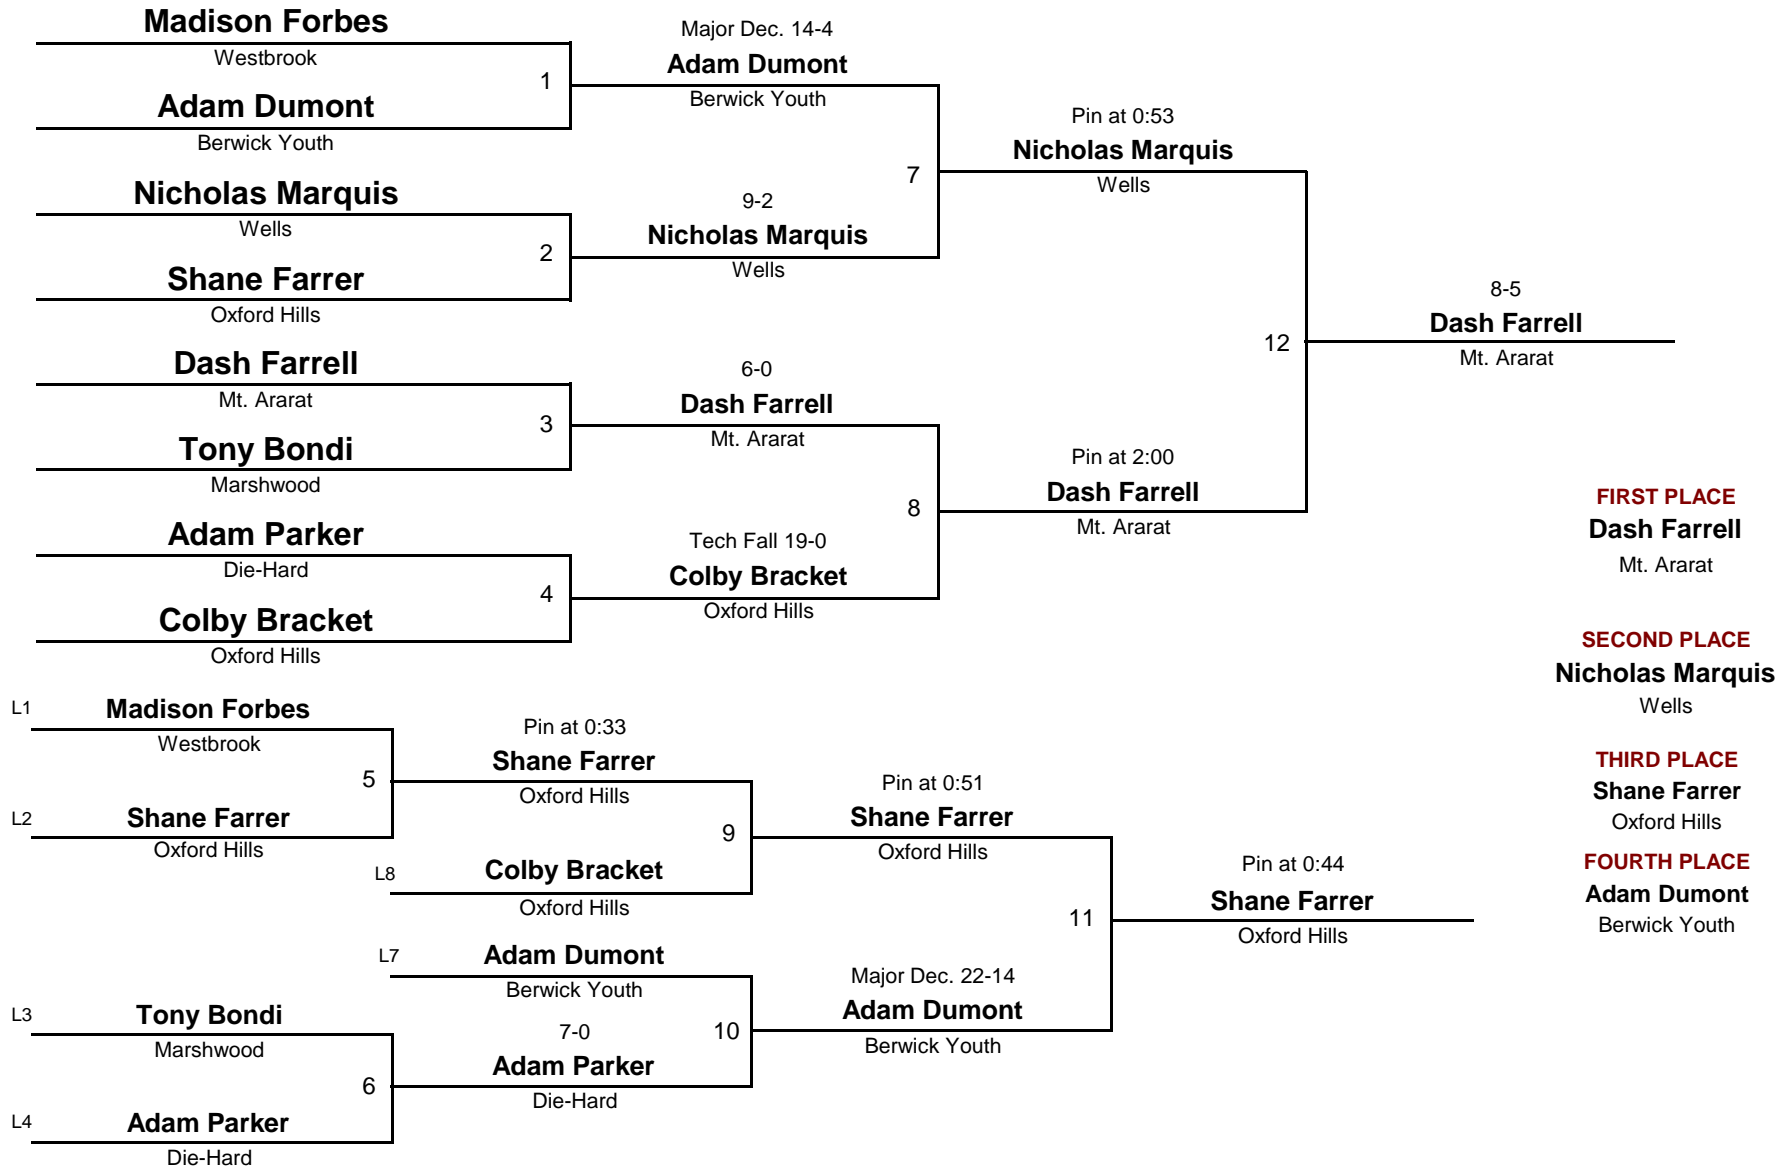 Madison Forbes
Westbrook
1
Adam Dumont
Berwick Youth
Major Dec. 14-4
Adam Dumont
Berwick Youth
Nicholas Marquis
Wells
2
Shane Farrer
Oxford Hills
9-2
Nicholas Marquis
Wells
7
Pin at 0:53
Nicholas Marquis
Wells
Dash Farrell
Mt. Ararat
3
Tony Bondi
Marshwood
6-0
Dash Farrell
Mt. Ararat
Adam Parker
Die-Hard
4
Colby Bracket
Oxford Hills
Tech Fall 19-0
Colby Bracket
Oxford Hills
8
Pin at 2:00
Dash Farrell
Mt. Ararat
12
8-5
Dash Farrell
Mt. Ararat
FIRST PLACE
Dash Farrell
Mt. Ararat
SECOND PLACE
Nicholas Marquis
Wells
THIRD PLACE
Shane Farrer
Oxford Hills
FOURTH PLACE
Adam Dumont
Berwick Youth
L1
Madison Forbes
Westbrook
5
L2
Shane Farrer
Oxford Hills
Pin at 0:33
Shane Farrer
Oxford Hills
9
L8
Colby Bracket
Oxford Hills
Pin at 0:51
Shane Farrer
Oxford Hills
L7
Adam Dumont
Berwick Youth
L3
Tony Bondi
Marshwood
6
L4
Adam Parker
Die-Hard
7-0
Adam Parker
Die-Hard
10
Major Dec. 22-14
Adam Dumont
Berwick Youth
11
Pin at 0:44
Shane Farrer
Oxford Hills